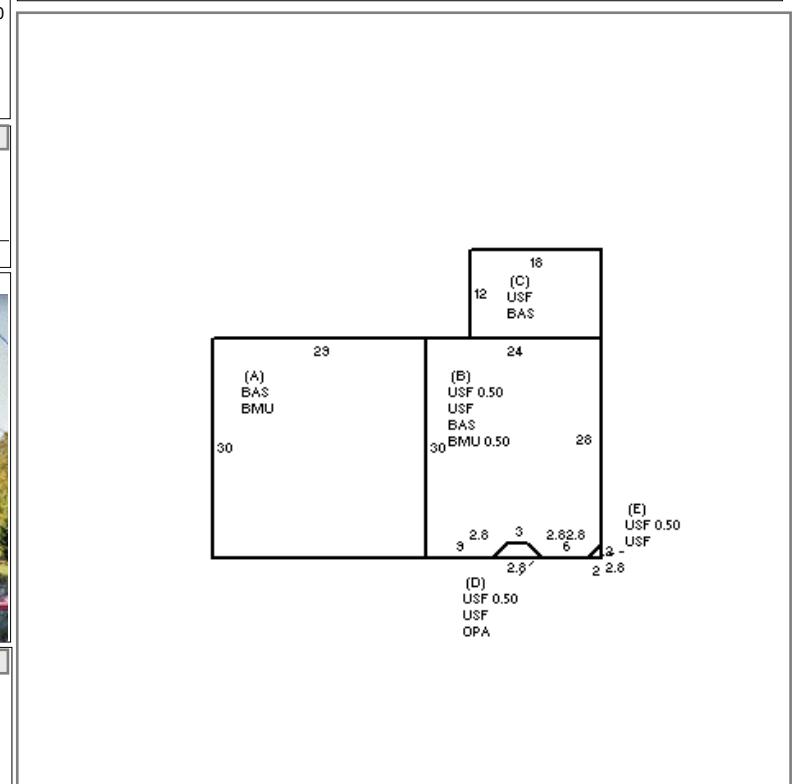 18
12
(C)
USF
BAS
29
24
(A)
BAS
BMU
(B)
USF 0.50
USF
BAS
BMU 0.50
30
30
28
(E)
USF 0.50
USF
9
2.8
3
2.8
2.8
6
2.8
2
2.8
(D)
USF 0.50
USF
OPA